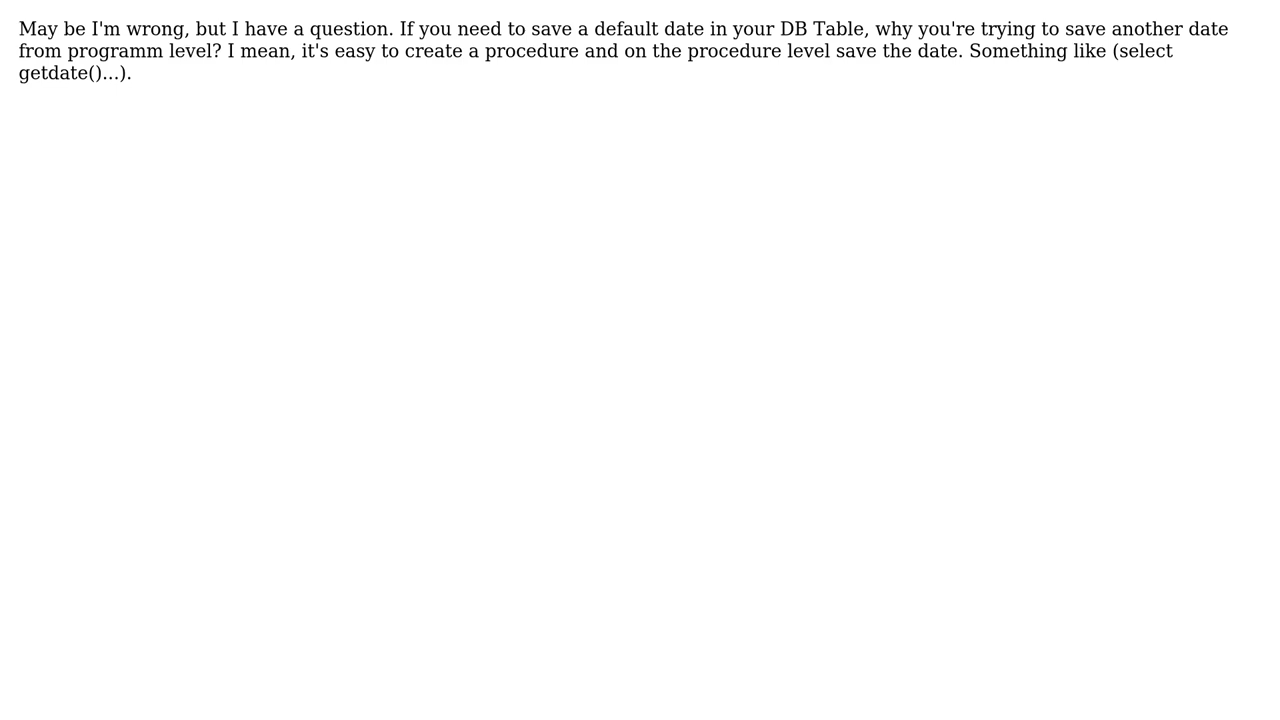 May be I'm wrong, but I have a question. If you need to save a default date in your DB Table, why you're trying to save another date
from programm level? I mean, it's easy to create a procedure and on the procedure level save the date. Something like (select
getdate()...).